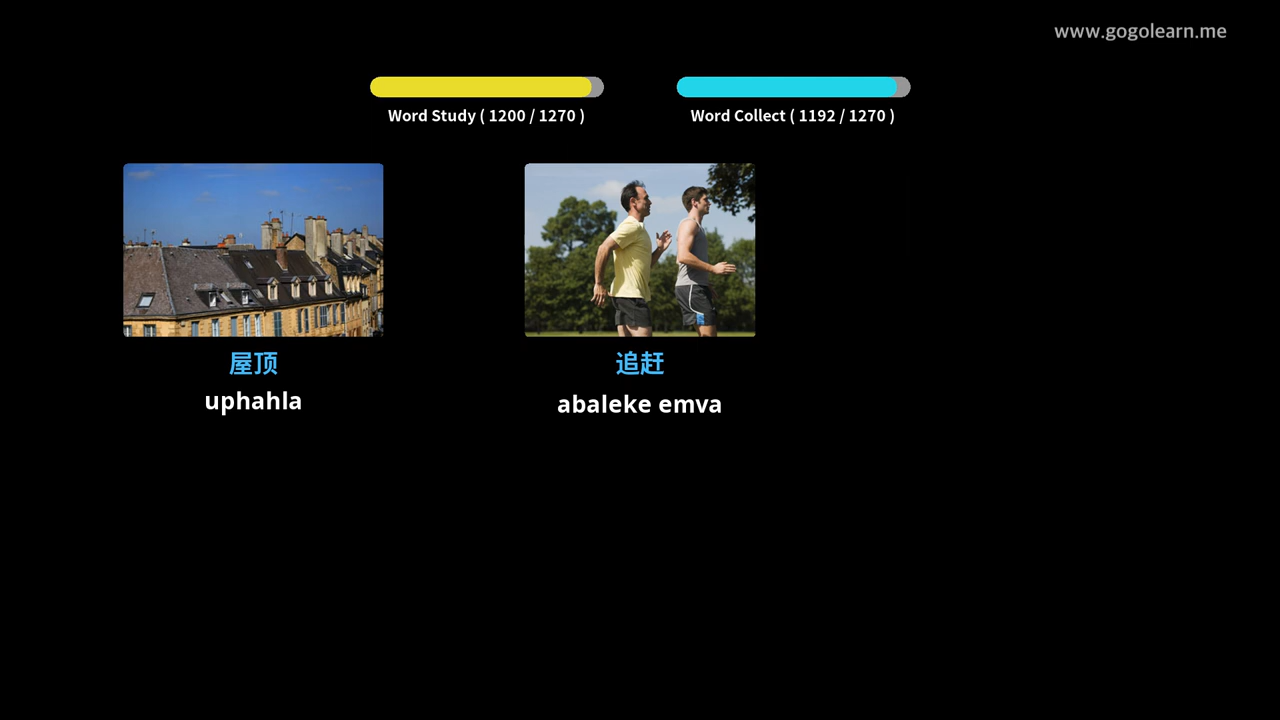 www.gogolearn.me
Word Study ( 1200 / 1270 )
Word Collect ( 1192 / 1270 )
屋顶
uphahla
追赶
abaleke emva